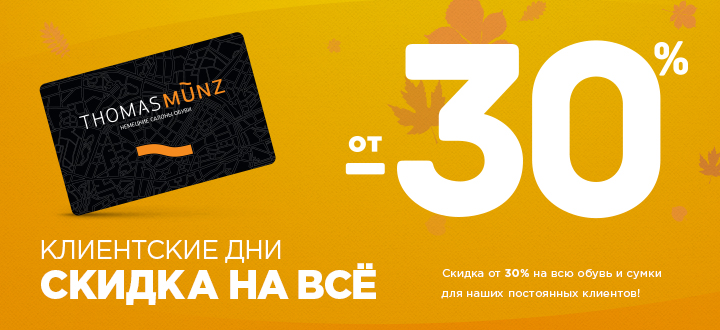 THOMAS MŨNZ
НЕМЕЦКИЕ САЛОНЫ ОБУВИ
от
–30%
КЛИЕНТСКИЕ ДНИ
СКИДКА НА ВСЁ
Скидка от 30% на всю обувь и сумки
для наших постоянных клиентов!